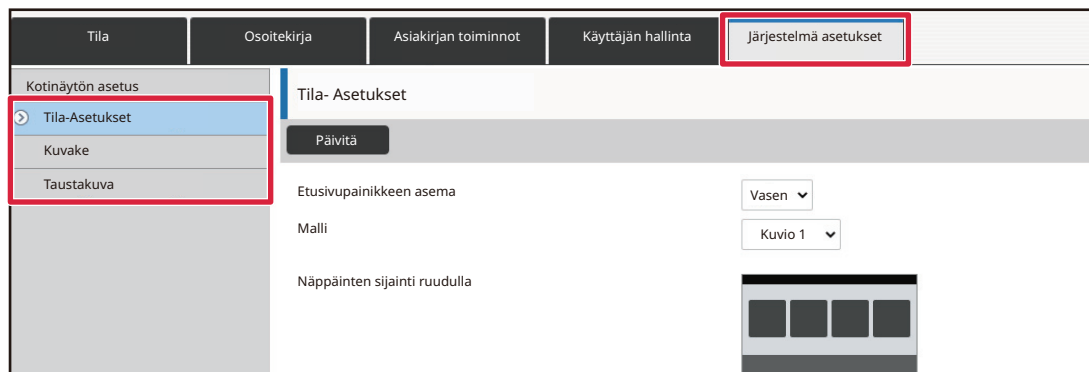 Tila
Osoitekirja
Asiakirjan toiminnot
Käyttäjän hallinta
Järjestelmä asetukset
Kotinäytön asetus
Tila-Asetukset
Kuvake
Taustakuva
Tila- Asetukset
Päivitä
Etusivupainikkeen asema
Vasen
Malli
Kuvio 1
Näppäinten sijainti ruudulla